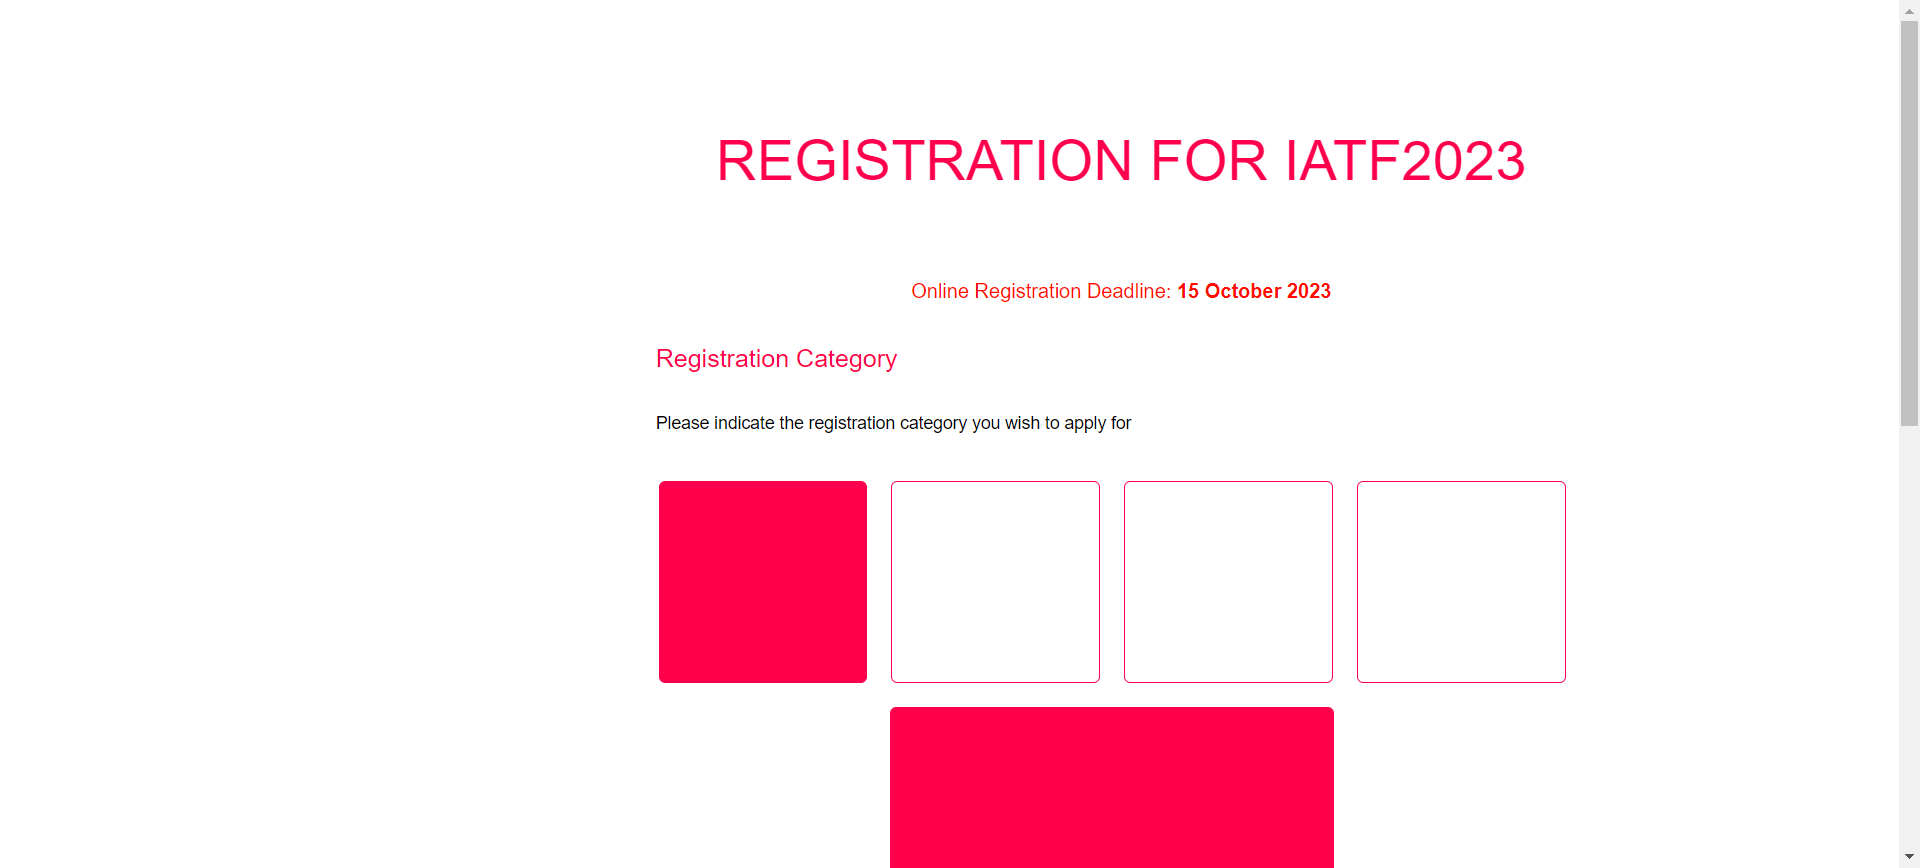 REGISTRATION FOR IATF2023
Online Registration Deadline: 15 October 2023
Registration Category
Please indicate the registration category you wish to apply for